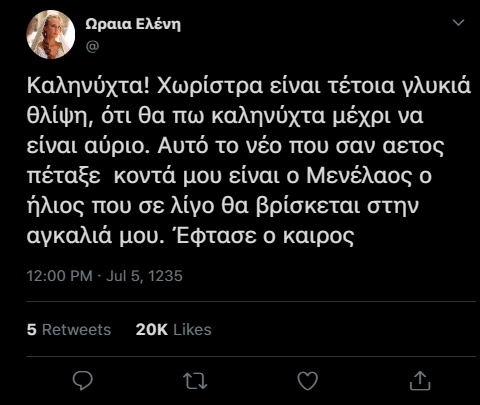 Ωραια Ελένη
@
Καληνύχτα! Χωρίστρα είναι τέτοια γλυκιά
θλίψη, ότι θα πω καληνύχτα μέχρι να
είναι αύριο. Αυτό το νέο που σαν αετος
πέταξε  κοντά μου είναι ο Μενέλαος ο
ήλιος που σε λίγο θα βρίσκεται στην
αγκαλιά μου. Έφτασε ο καιρος
12:00 PM · Jul 5, 1235
5 Retweets 20K Likes